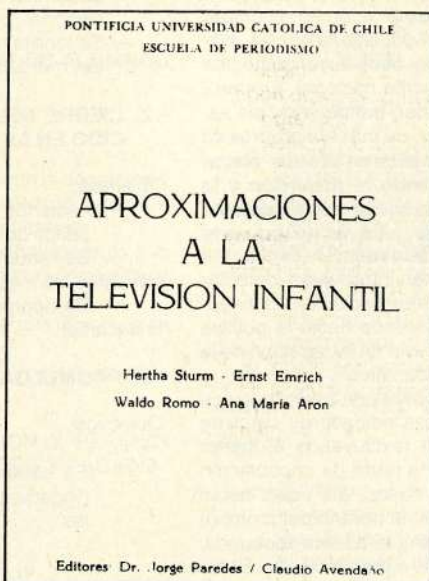 PONTIFICIA UNIVERSIDAD CATOLICA DE CHILE
ESCUELA DE PERIODISMO
APROXIMACIONES
A LA
TELEVISION INFANTIL
Hertha Sturm - Ernst Emrich
Waldo Romo - Ana María Aron
Editores Dr. Jorge Paredes / Claudio Avendaño